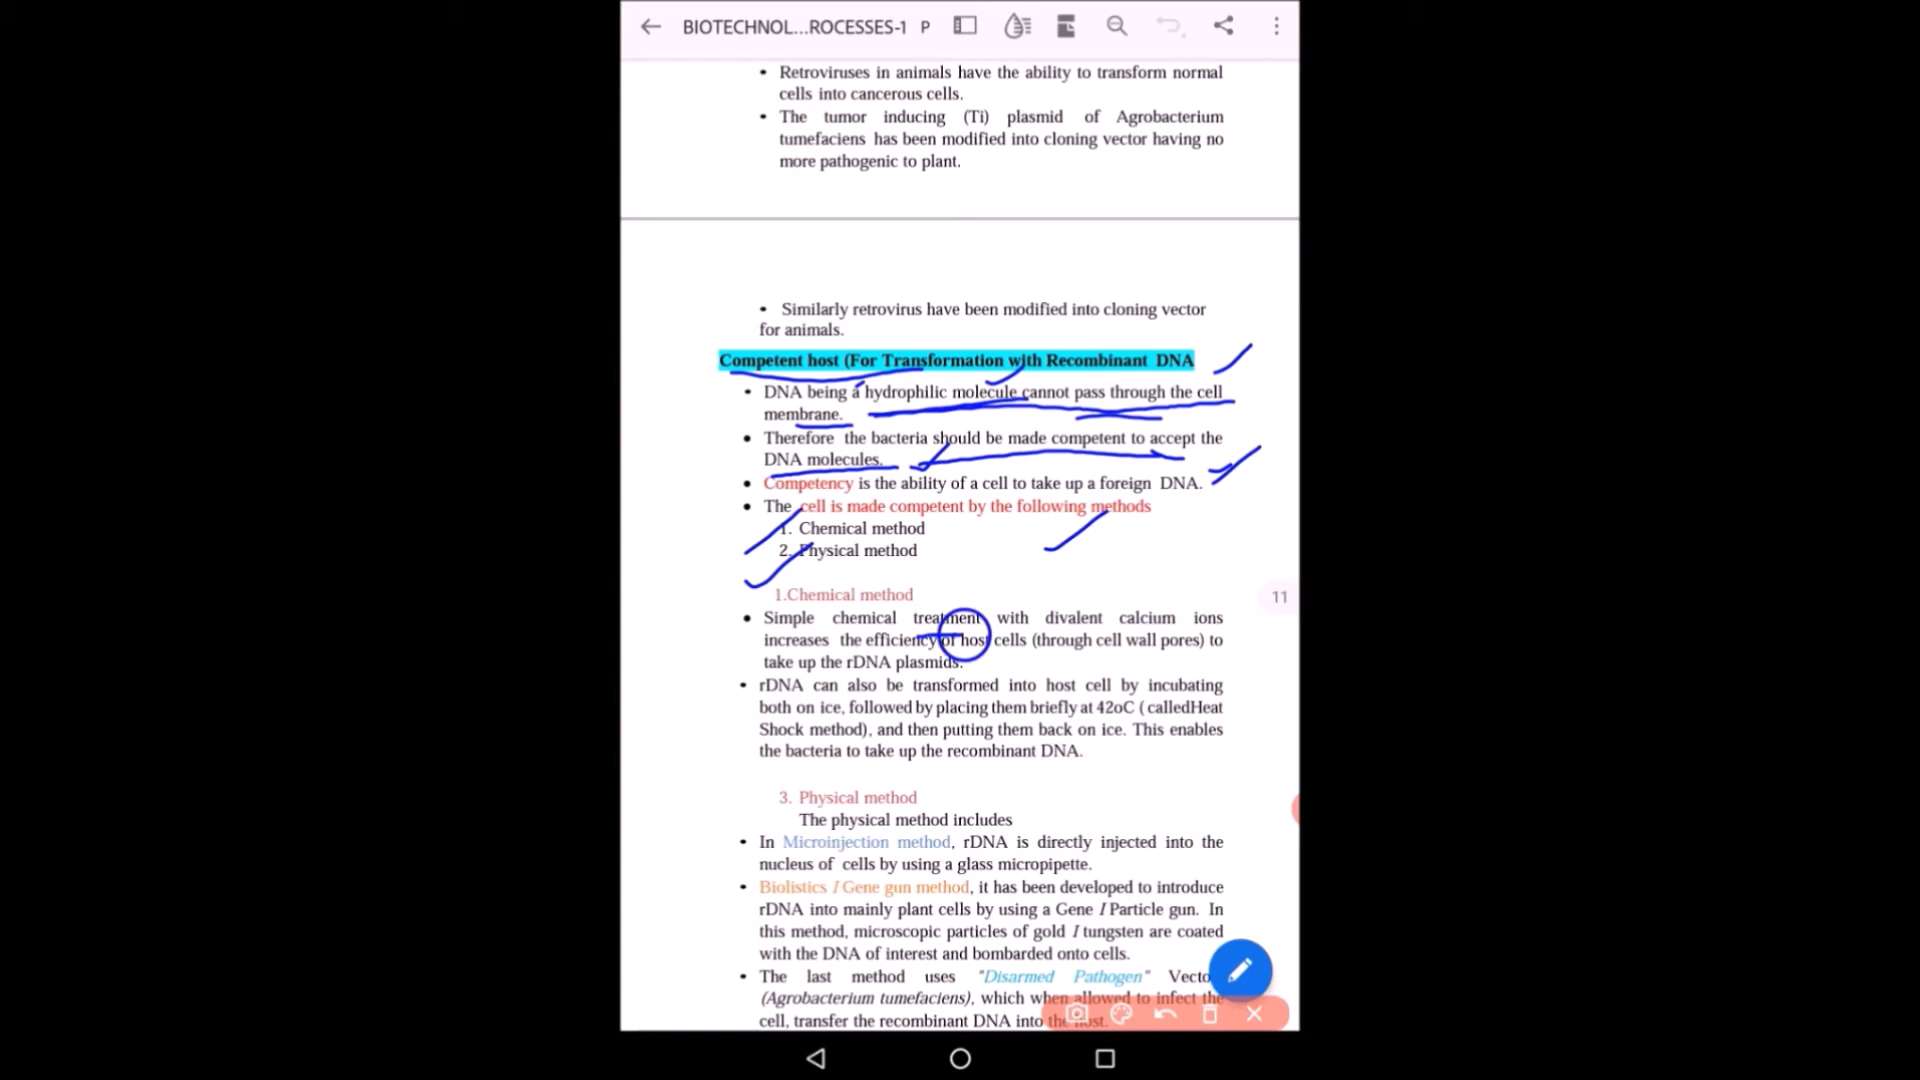 BIOTECHNOL...ROCESSES-1 P
• Retroviruses in animals have the ability to transform normal
cells into cancerous cells.
• The tumor inducing (Ti) plasmid of Agrobacterium
tumefaciens has been modified into cloning vector having no
more pathogenic to plant.
• Similarly retrovirus have been modified into cloning vector
for animals.
Competent host (For Transformation with Recombinant DNA
• DNA being a hydrophilic molecule cannot pass through the cell
membrane.
• Therefore the bacteria should be made competent to accept the
DNA molecules.
• Competency is the ability of a cell to take up a foreign DNA.
• The cell is made competent by the following methods
1. Chemical method
2. Physical method
1.Chemical method
11
• Simple chemical treatment with divalent calcium ions
increases the efficiency of host cells (through cell wall pores) to
take up the rDNA plasmids.
• rDNA can also be transformed into host cell by incubating
both on ice, followed by placing them briefly at 42oC ( calledHeat
Shock method), and then putting them back on ice. This enables
the bacteria to take up the recombinant DNA.
3. Physical method
The physical method includes
• In Microinjection method, rDNA is directly injected into the
nucleus of cells by using a glass micropipette.
• Biolistics I Gene gun method, it has been developed to introduce
rDNA into mainly plant cells by using a Gene I Particle gun. In
this method, microscopic particles of gold I tungsten are coated
with the DNA of interest and bombarded onto cells.
• The last method uses "Disarmed Pathogen" Vecto
(Agrobacterium tumefaciens), which when allowed to infect the
cell, transfer the recombinant DNA into the host.